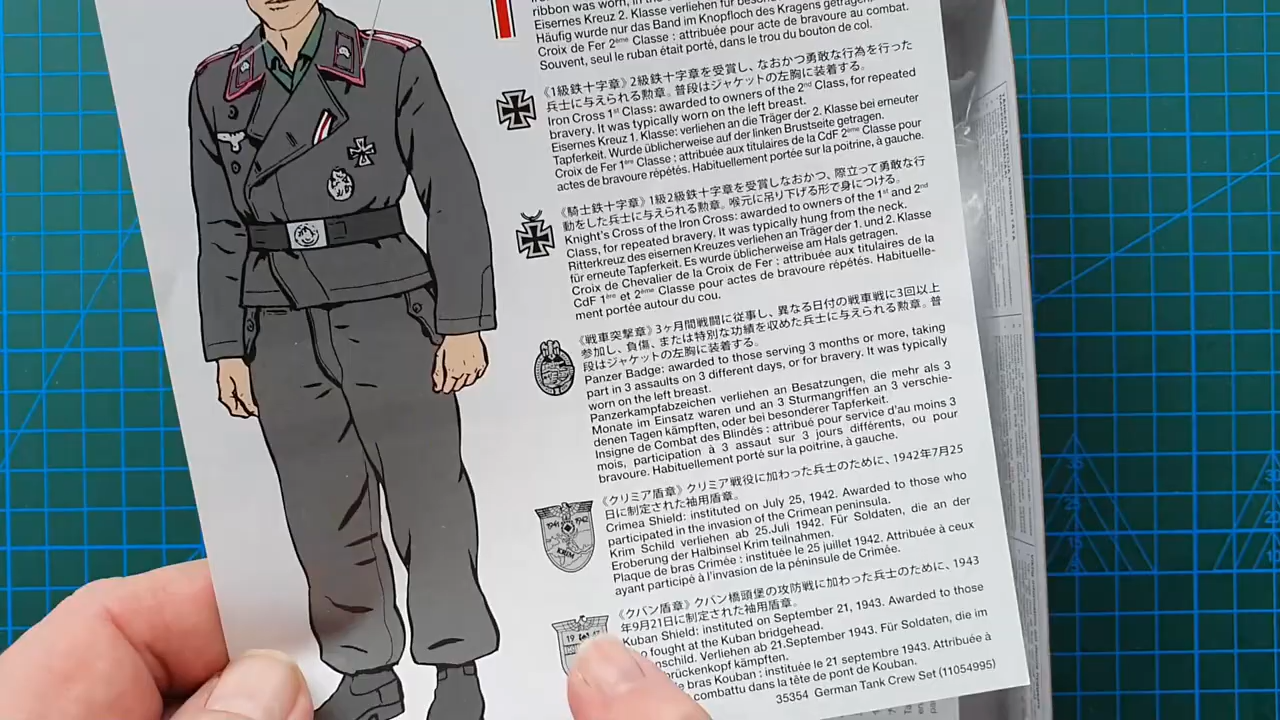 ribbon was worn, in the
Eisernes Kreuz 2. Klasse verliehen für
Häufig wurde nur das Band im Knopfloch des Kragens getragen.
Croix de Fer 2ème Classe : attribuée pour acte de bravoure au combat.
Souvent, seul le ruban était porté, dans le trou du bouton de col.
《1級鉄十字章》2級鉄十字章を受賞し、なおかつ勇敢な行為を行った
兵士に与えられる勲章。普段はジャケットの左胸に装着する。
Iron Cross 1st Class: awarded to owners of the 2nd Class, for repeated
bravery. It was typically worn on the left breast.
Eisernes Kreuz 1. Klasse: verliehen an die Träger der 2. Klasse bei erneuter
Tapferkeit. Wurde üblicherweise auf der linken Brustseite getragen.
Croix de Fer 1ère Classe : attribuée aux titulaires de la CdF 2ème Classe pour
actes de bravoure répétés. Habituellement portée sur la poitrine, à gauche.
《騎士鉄十字章》1級2級鉄十字章を受賞しなおかつ、際立って勇敢な行
動をした兵士に与えられる勲章。喉元に吊り下げる形で身につける。
Knight's Cross of the Iron Cross: awarded to owners of the 1st and 2nd
Class, for repeated bravery. It was typically hung from the neck.
Ritterkreuz des eisernen Kreuzes verliehen an Träger der 1. und 2. Klasse
für erneute Tapferkeit. Es wurde üblicherweise am Hals getragen.
Croix de Chevalier de la Croix de Fer : attribuée aux titulaires de la
CdF 1ère et 2ème Classe pour actes de bravoure répétés. Habituelle-
ment portée autour du cou.
《戦車突撃章》3ヶ月間戦闘に従事し、異なる日付の戦車戦に3回以上
参加し、負傷、または特別な功績を収めた兵士に与えられる勲章。普
段はジャケットの左胸に装着する。
Panzer Badge: awarded to those serving 3 months or more, taking
part in 3 assaults on 3 different days, or for bravery. It was typically
worn on the left breast.
Panzerkampfabzeichen verliehen an Besatzungen, die mehr als 3
Monate im Einsatz waren und an 3 Sturmangriffen an 3 verschie-
denen Tagen kämpften, oder bei besonderer Tapferkeit.
Insigne de Combat des Blindés : attribué pour service d'au moins 3
mois, participation à 3 assaut sur 3 jours différents, ou pour
bravoure. Habituellement porté sur la poitrine, à gauche.
《クリミア盾章》クリミア戦役に加わった兵士のために、1942年7月25
日に制定された袖用盾章。
Crimea Shield: instituted on July 25, 1942. Awarded to those who
participated in the invasion of the Crimean peninsula.
Krim Schild verliehen ab 25.Juli 1942. Für Soldaten, die an der
Eroberung der Halbinsel Krim teilnahmen.
Plaque de bras Crimée : instituée le 25 juillet 1942. Attribuée à ceux
ayant participé à l'invasion de la péninsule de Crimée.
1941 1942
KRIM
《クバン盾章》クバン橋頭堡の攻防戦に加わった兵士のために、1943
年9月21日に制定された袖用盾章。
Kuban Shield: instituted on September 21, 1943. Awarded to those
fought at the Kuban bridgehead.
nschild. Verliehen ab 21.September 1943. Für Soldaten, die im
rückenkopf kämpften.
e bras Kouban : instituée le 21 septembre 1943. Attribuée à
combattu dans la tête de pont de Kouban.
19
35354 German Tank Crew Set (11054995)